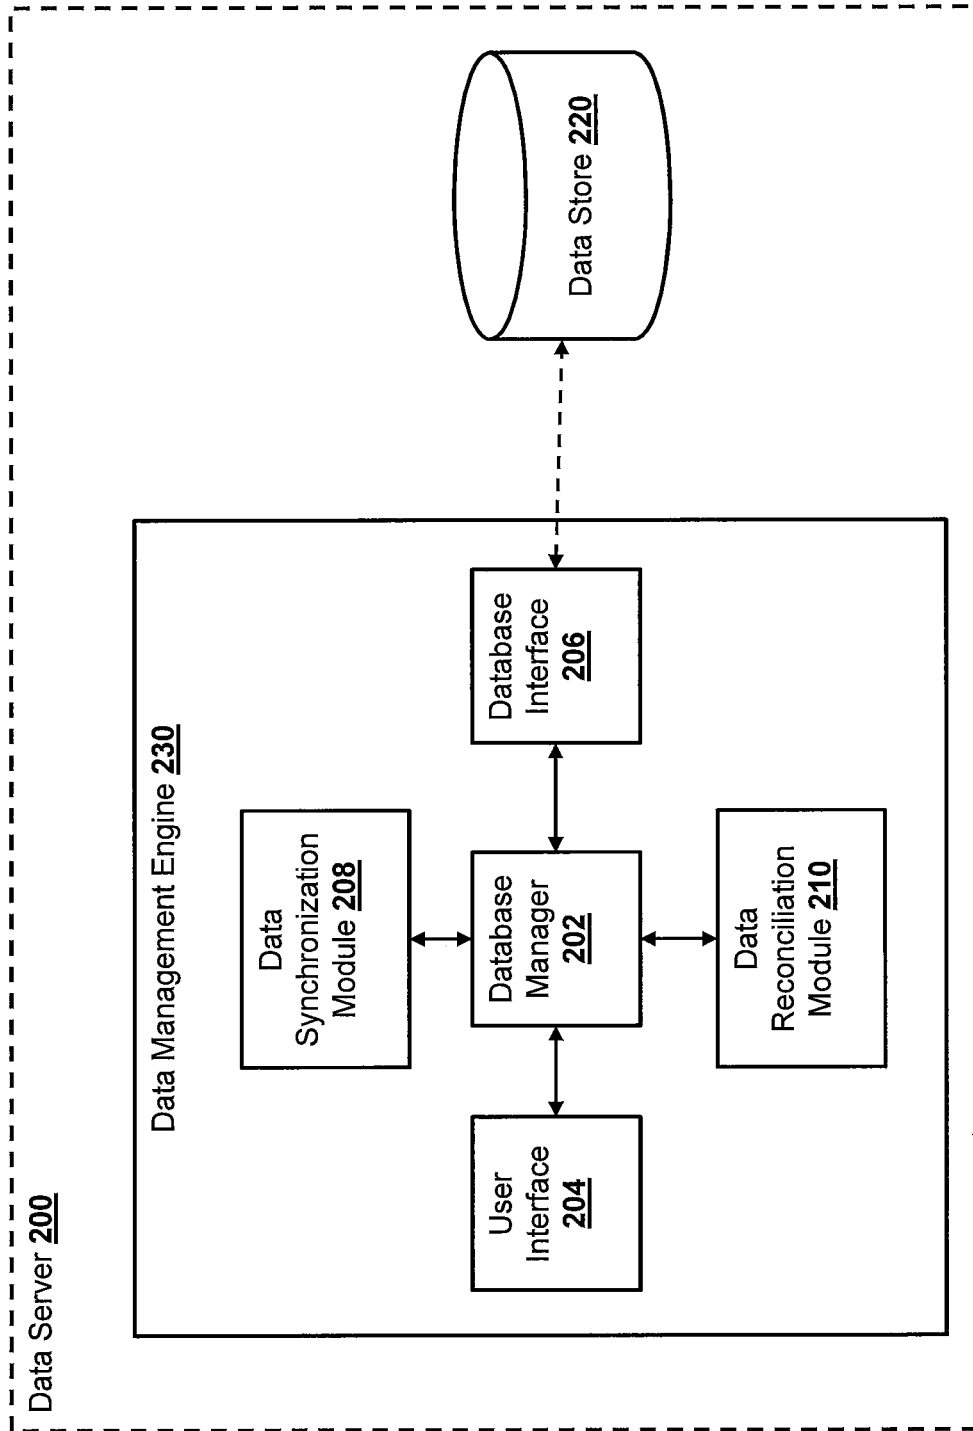 Data Server 200
Data Management Engine 230
Data
Synchronization
Module 208
User
Interface
204
Database
Manager
202
Database
Interface
206
Data Store 220
Data
Reconciliation
Module 210